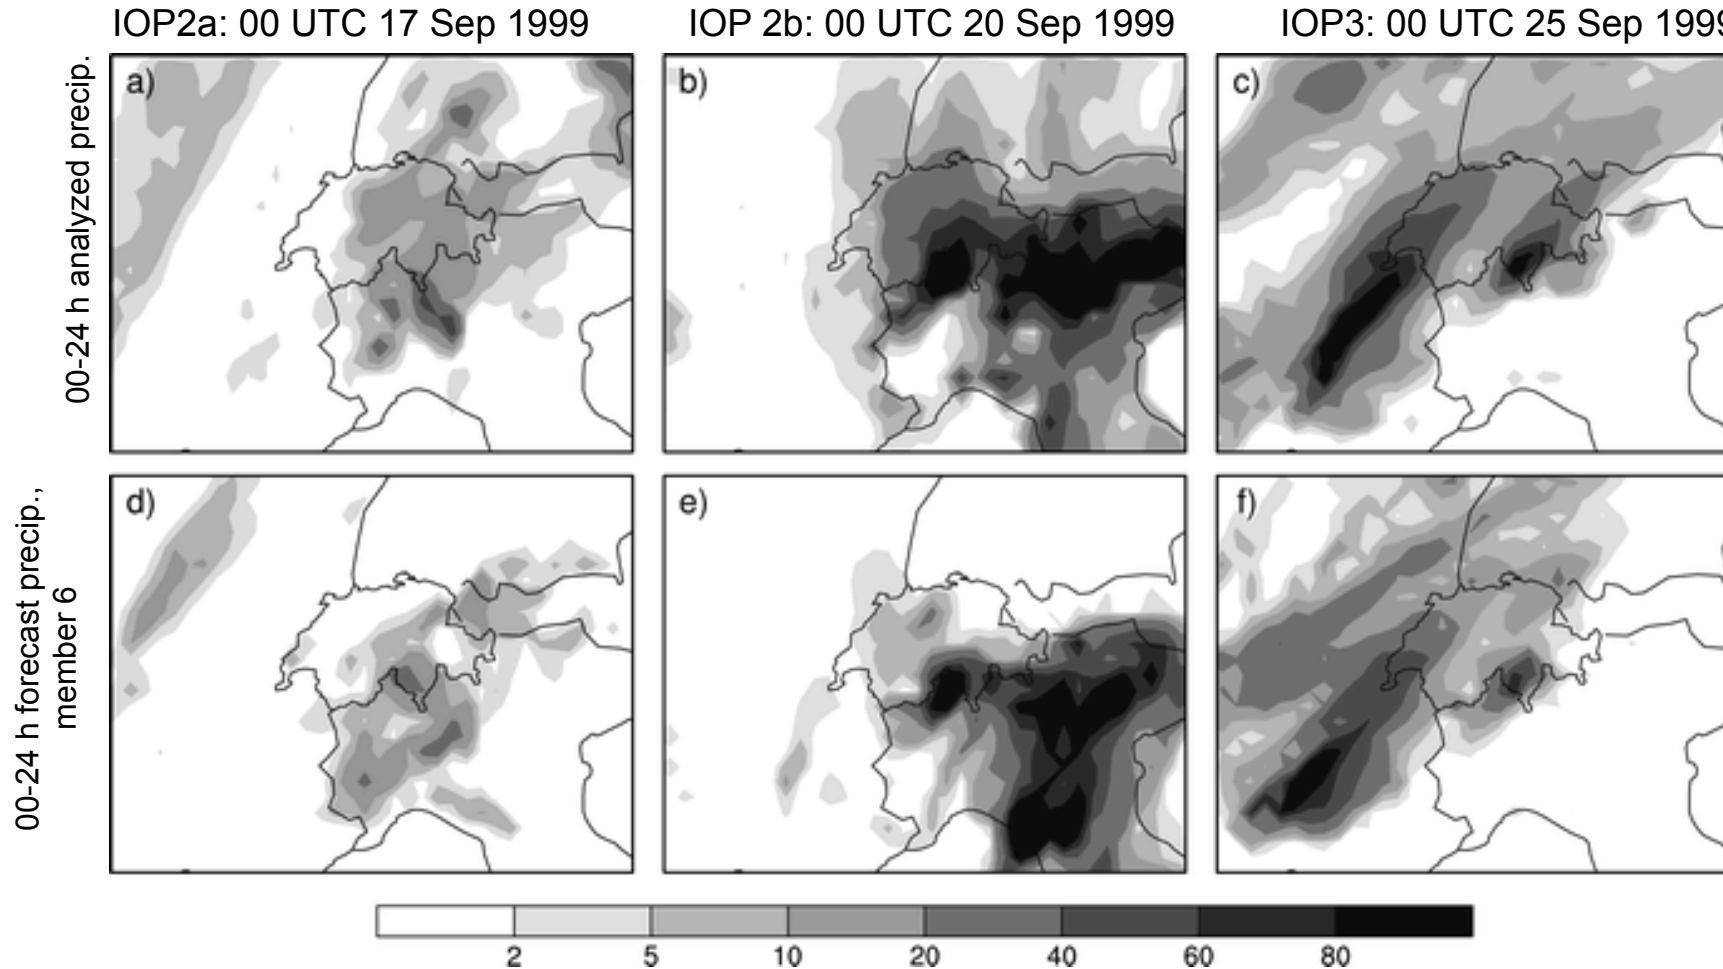 IOP2a: 00 UTC 17 Sep 1999
IOP 2b: 00 UTC 20 Sep 1999
IOP3: 00 UTC 25 Sep 1999
00-24 h analyzed precip.
a)
b)
c)
00-24 h forecast precip.,
member 6
d)
e)
f)
2 5 10 20 40 60 80